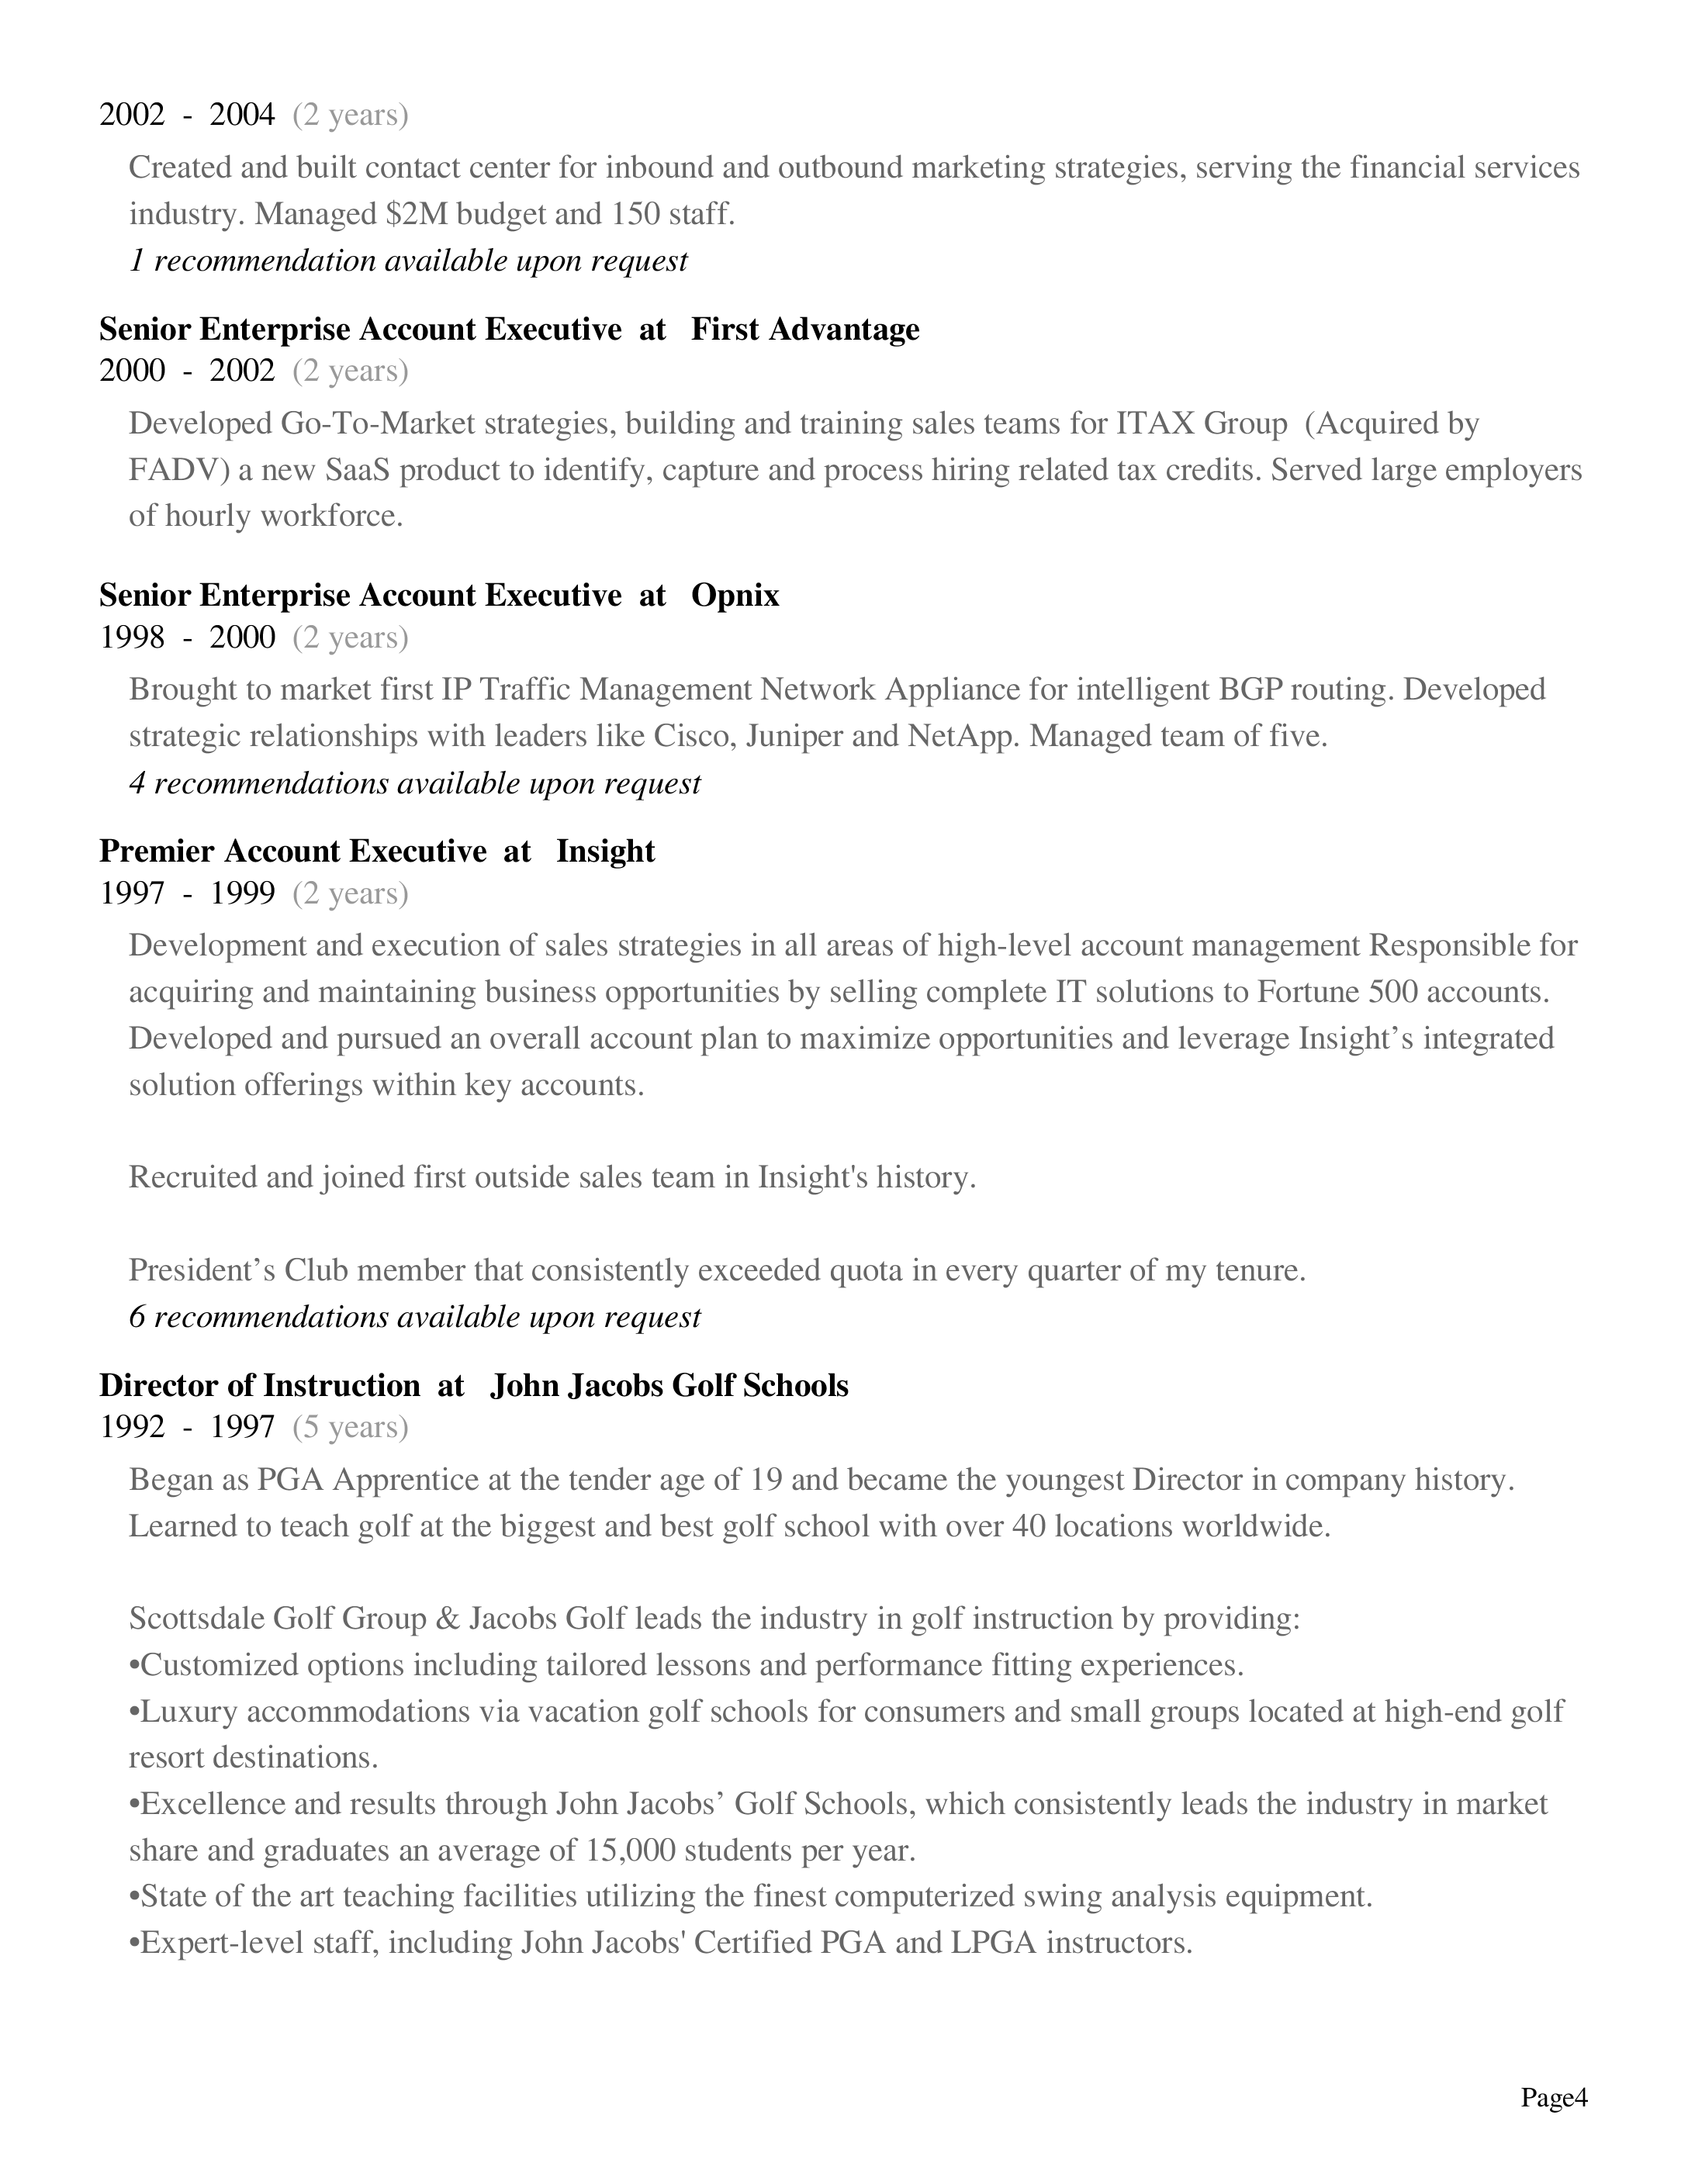 2002 - 2004 (2 years)
Created and built contact center for inbound and outbound marketing strategies, serving the financial services
industry. Managed $2M budget and 150 staff.
1 recommendation available upon request
Senior Enterprise Account Executive at First Advantage
2000 - 2002 (2 years)
Developed Go-To-Market strategies, building and training sales teams for ITAX Group (Acquired by
FADV) a new SaaS product to identify, capture and process hiring related tax credits. Served large employers
of hourly workforce.
Senior Enterprise Account Executive at Opnix
1998 - 2000 (2 years)
Brought to market first IP Traffic Management Network Appliance for intelligent BGP routing. Developed
strategic relationships with leaders like Cisco, Juniper and NetApp. Managed team of five.
4 recommendations available upon request
Premier Account Executive at Insight
1997 - 1999 (2 years)
Development and execution of sales strategies in all areas of high-level account management Responsible for
acquiring and maintaining business opportunities by selling complete IT solutions to Fortune 500 accounts.
Developed and pursued an overall account plan to maximize opportunities and leverage Insight’s integrated
solution offerings within key accounts.
Recruited and joined first outside sales team in Insight's history.
President’s Club member that consistently exceeded quota in every quarter of my tenure.
6 recommendations available upon request
Director of Instruction at John Jacobs Golf Schools
1992 - 1997 (5 years)
Began as PGA Apprentice at the tender age of 19 and became the youngest Director in company history.
Learned to teach golf at the biggest and best golf school with over 40 locations worldwide.
Scottsdale Golf Group & Jacobs Golf leads the industry in golf instruction by providing:
•Customized options including tailored lessons and performance fitting experiences.
•Luxury accommodations via vacation golf schools for consumers and small groups located at high-end golf
resort destinations.
•Excellence and results through John Jacobs’ Golf Schools, which consistently leads the industry in market
share and graduates an average of 15,000 students per year.
•State of the art teaching facilities utilizing the finest computerized swing analysis equipment.
•Expert-level staff, including John Jacobs' Certified PGA and LPGA instructors.
Page4